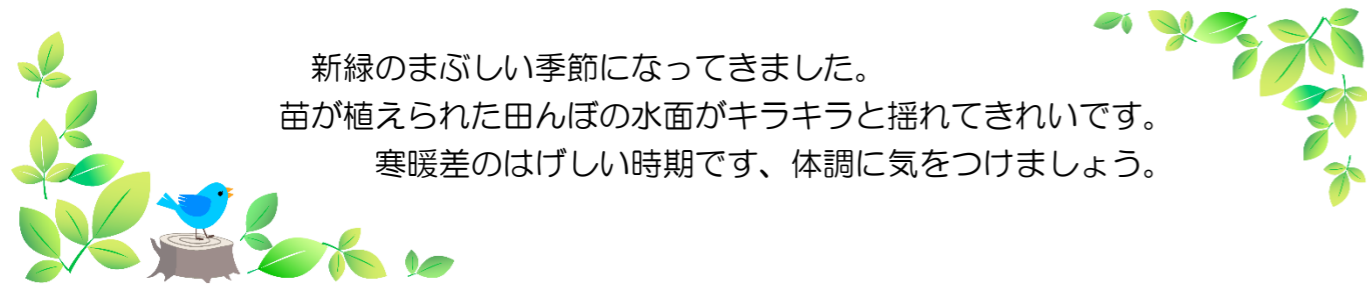 新緑のまぶしい季節になってきました。
苗が植えられた田んぼの水面がキラキラと揺れてきれいです。
寒暖差のはげしい時期です、体調に気をつけましょう。